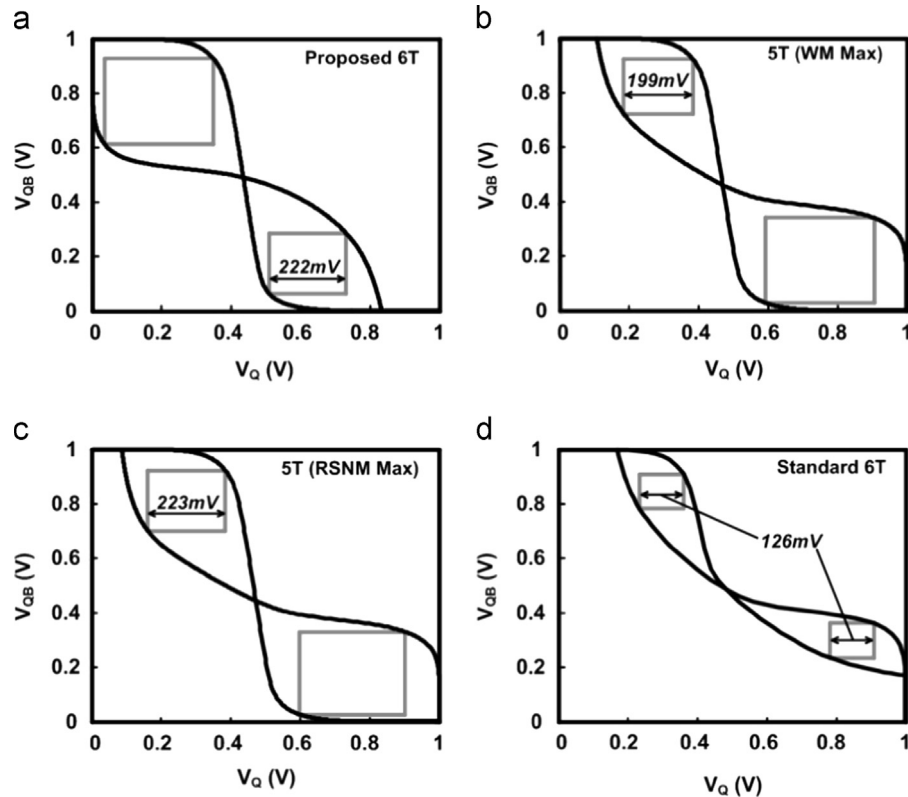 a
Proposed 6T
V_QB (V)
1
0.8
0.6
0.4
0.2
0
222mV
0 0.2 0.4 0.6 0.8 1
V_Q (V)
b
5T (WM Max)
V_QB (V)
1
0.8
0.6
0.4
0.2
0
199mV
0 0.2 0.4 0.6 0.8 1
V_Q (V)
c
5T (RSNM Max)
V_QB (V)
1
0.8
0.6
0.4
0.2
0
223mV
0 0.2 0.4 0.6 0.8 1
V_Q (V)
d
Standard 6T
V_QB (V)
1
0.8
0.6
0.4
0.2
0
126mV
0 0.2 0.4 0.6 0.8 1
V_Q (V)